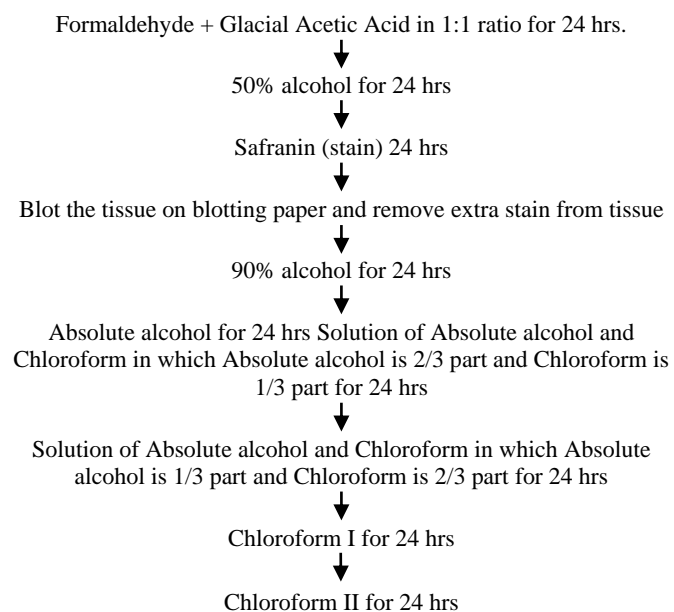 Formaldehyde + Glacial Acetic Acid in 1:1 ratio for 24 hrs.
50% alcohol for 24 hrs
Safranin (stain) 24 hrs
Blot the tissue on blotting paper and remove extra stain from tissue
90% alcohol for 24 hrs
Absolute alcohol for 24 hrs Solution of Absolute alcohol and
Chloroform in which Absolute alcohol is 2/3 part and Chloroform is
1/3 part for 24 hrs
Solution of Absolute alcohol and Chloroform in which Absolute
alcohol is 1/3 part and Chloroform is 2/3 part for 24 hrs
Chloroform I for 24 hrs
Chloroform II for 24 hrs